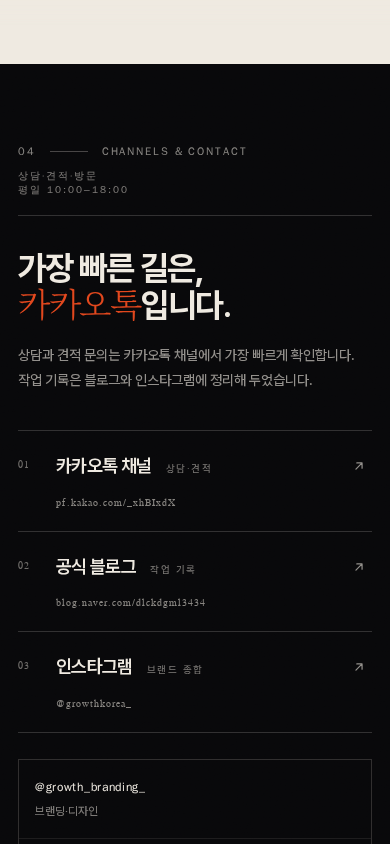 04 CHANNELS & CONTACT
상담·견적·방문
평일 10:00–18:00
가장 빠른 길은,
카카오톡입니다.
상담과 견적 문의는 카카오톡 채널에서 가장 빠르게 확인합니다.
작업 기록은 블로그와 인스타그램에 정리해 두었습니다.
01 카카오톡 채널 상담·견적
pf.kakao.com/_xhBIxdX
02 공식 블로그 작업 기록
blog.naver.com/dlckdgml3434
03 인스타그램 브랜드 종합
@growthkorea_
@growth_branding_
브랜딩·디자인